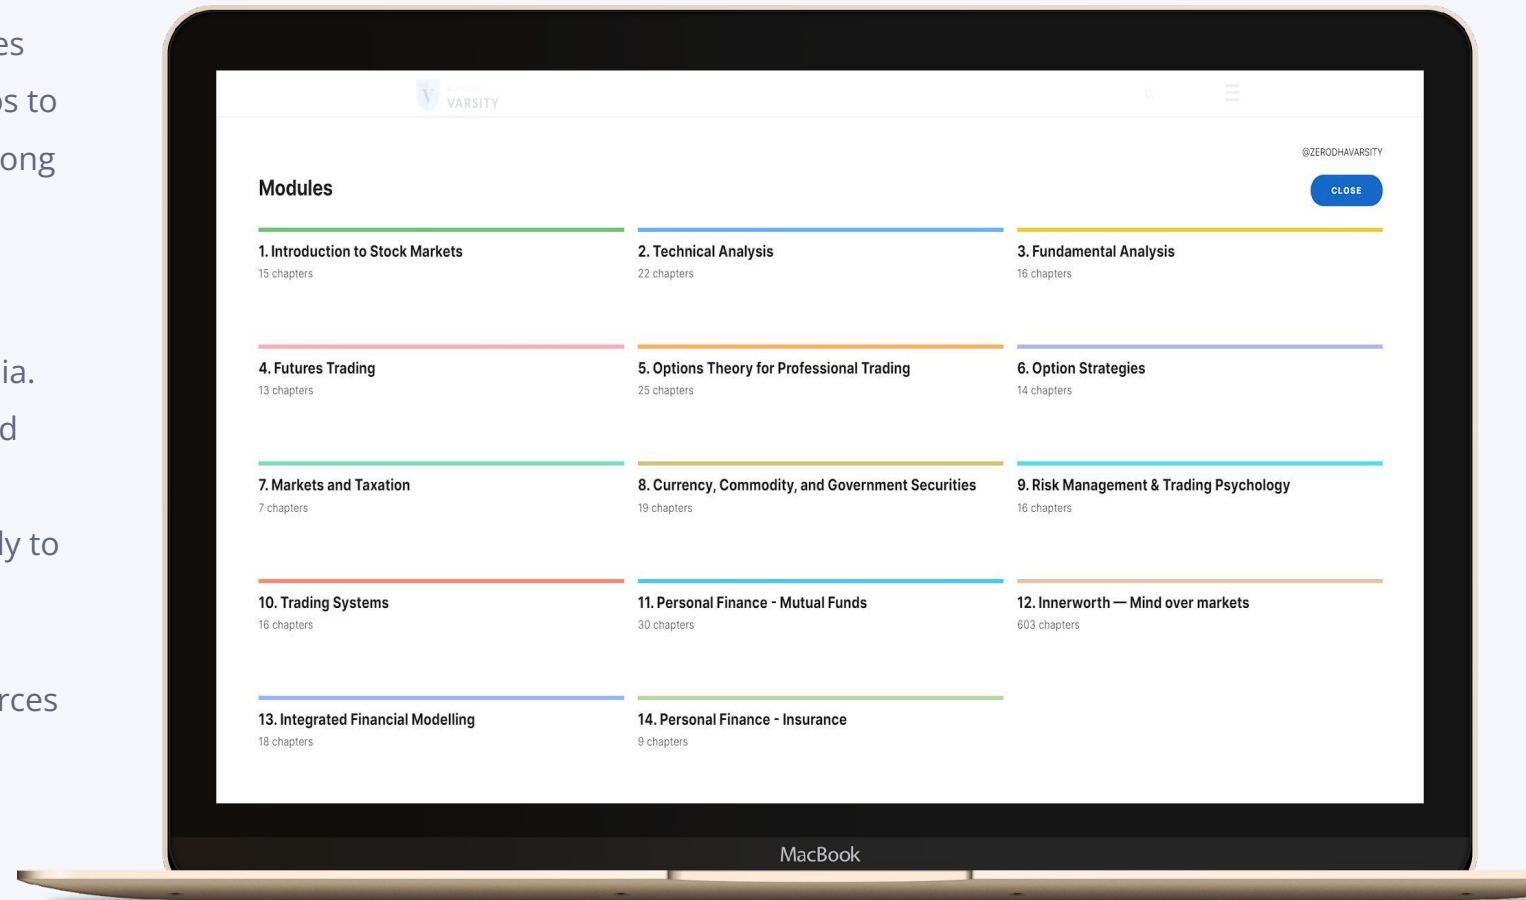 es
os to
ong
ia.
d
ly to
rces
VARSITY
@ZERODHAVARSITY
Modules
CLOSE
1. Introduction to Stock Markets
15 chapters
2. Technical Analysis
22 chapters
3. Fundamental Analysis
16 chapters
4. Futures Trading
13 chapters
5. Options Theory for Professional Trading
25 chapters
6. Option Strategies
14 chapters
7. Markets and Taxation
7 chapters
8. Currency, Commodity, and Government Securities
19 chapters
9. Risk Management & Trading Psychology
16 chapters
10. Trading Systems
16 chapters
11. Personal Finance - Mutual Funds
30 chapters
12. Innerworth — Mind over markets
603 chapters
13. Integrated Financial Modelling
18 chapters
14. Personal Finance - Insurance
9 chapters
MacBook